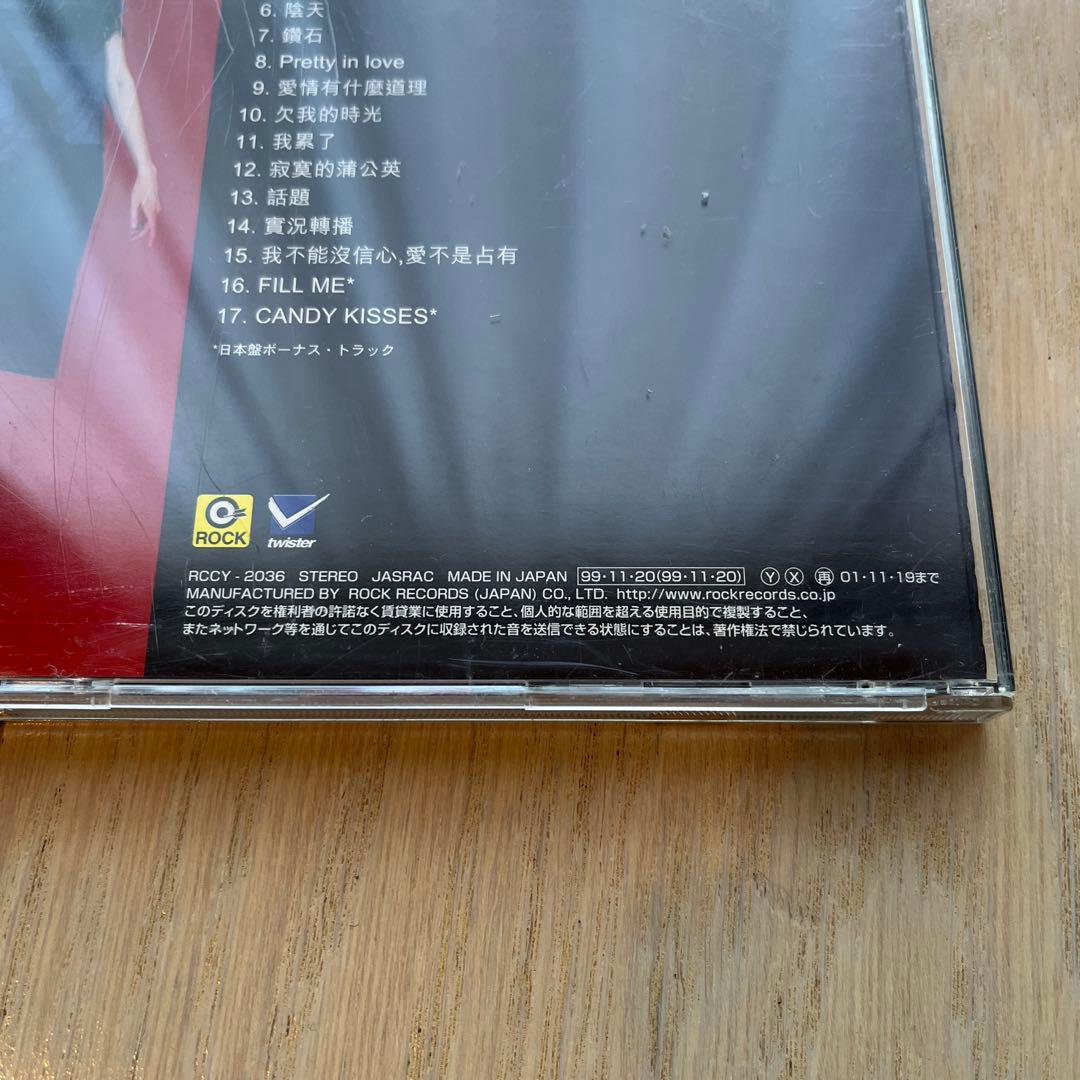 6. 陰天
7. 鑽石
8. Pretty in love
9. 愛情有什麼道理
10. 欠我的時光
11. 我累了
12. 寂寞的蒲公英
13. 話題
14. 實況轉播
15. 我不能沒信心,愛不是占有
16. FILL ME*
17. CANDY KISSES*
*日本盤ボーナス・トラック
ROCK
twister
RCCY - 2036 STEREO JASRAC MADE IN JAPAN 99·11·20(99·11·20) Ⓨ Ⓧ 再 01·11·19まで
MANUFACTURED BY ROCK RECORDS (JAPAN) CO., LTD. http://www.rockrecords.co.jp
このディスクを権利者の許諾なく賃貸業に使用すること、個人的な範囲を超える使用目的で複製すること、
またネットワーク等を通じてこのディスクに収録された音を送信できる状態にすることは、著作権法で禁じられています。